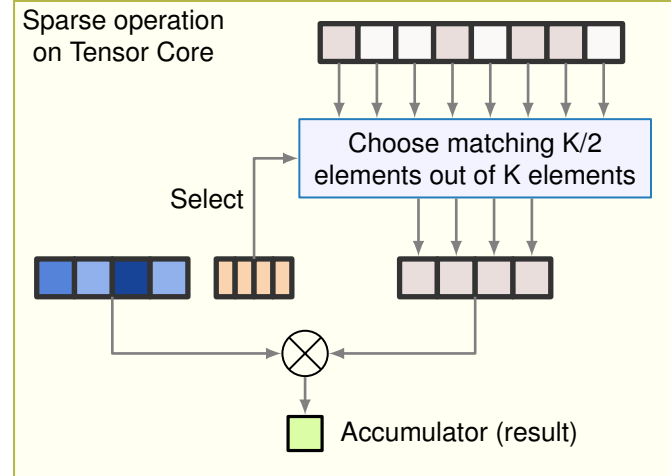 Sparse operation
on Tensor Core
Choose matching K/2
elements out of K elements
Select
Accumulator (result)